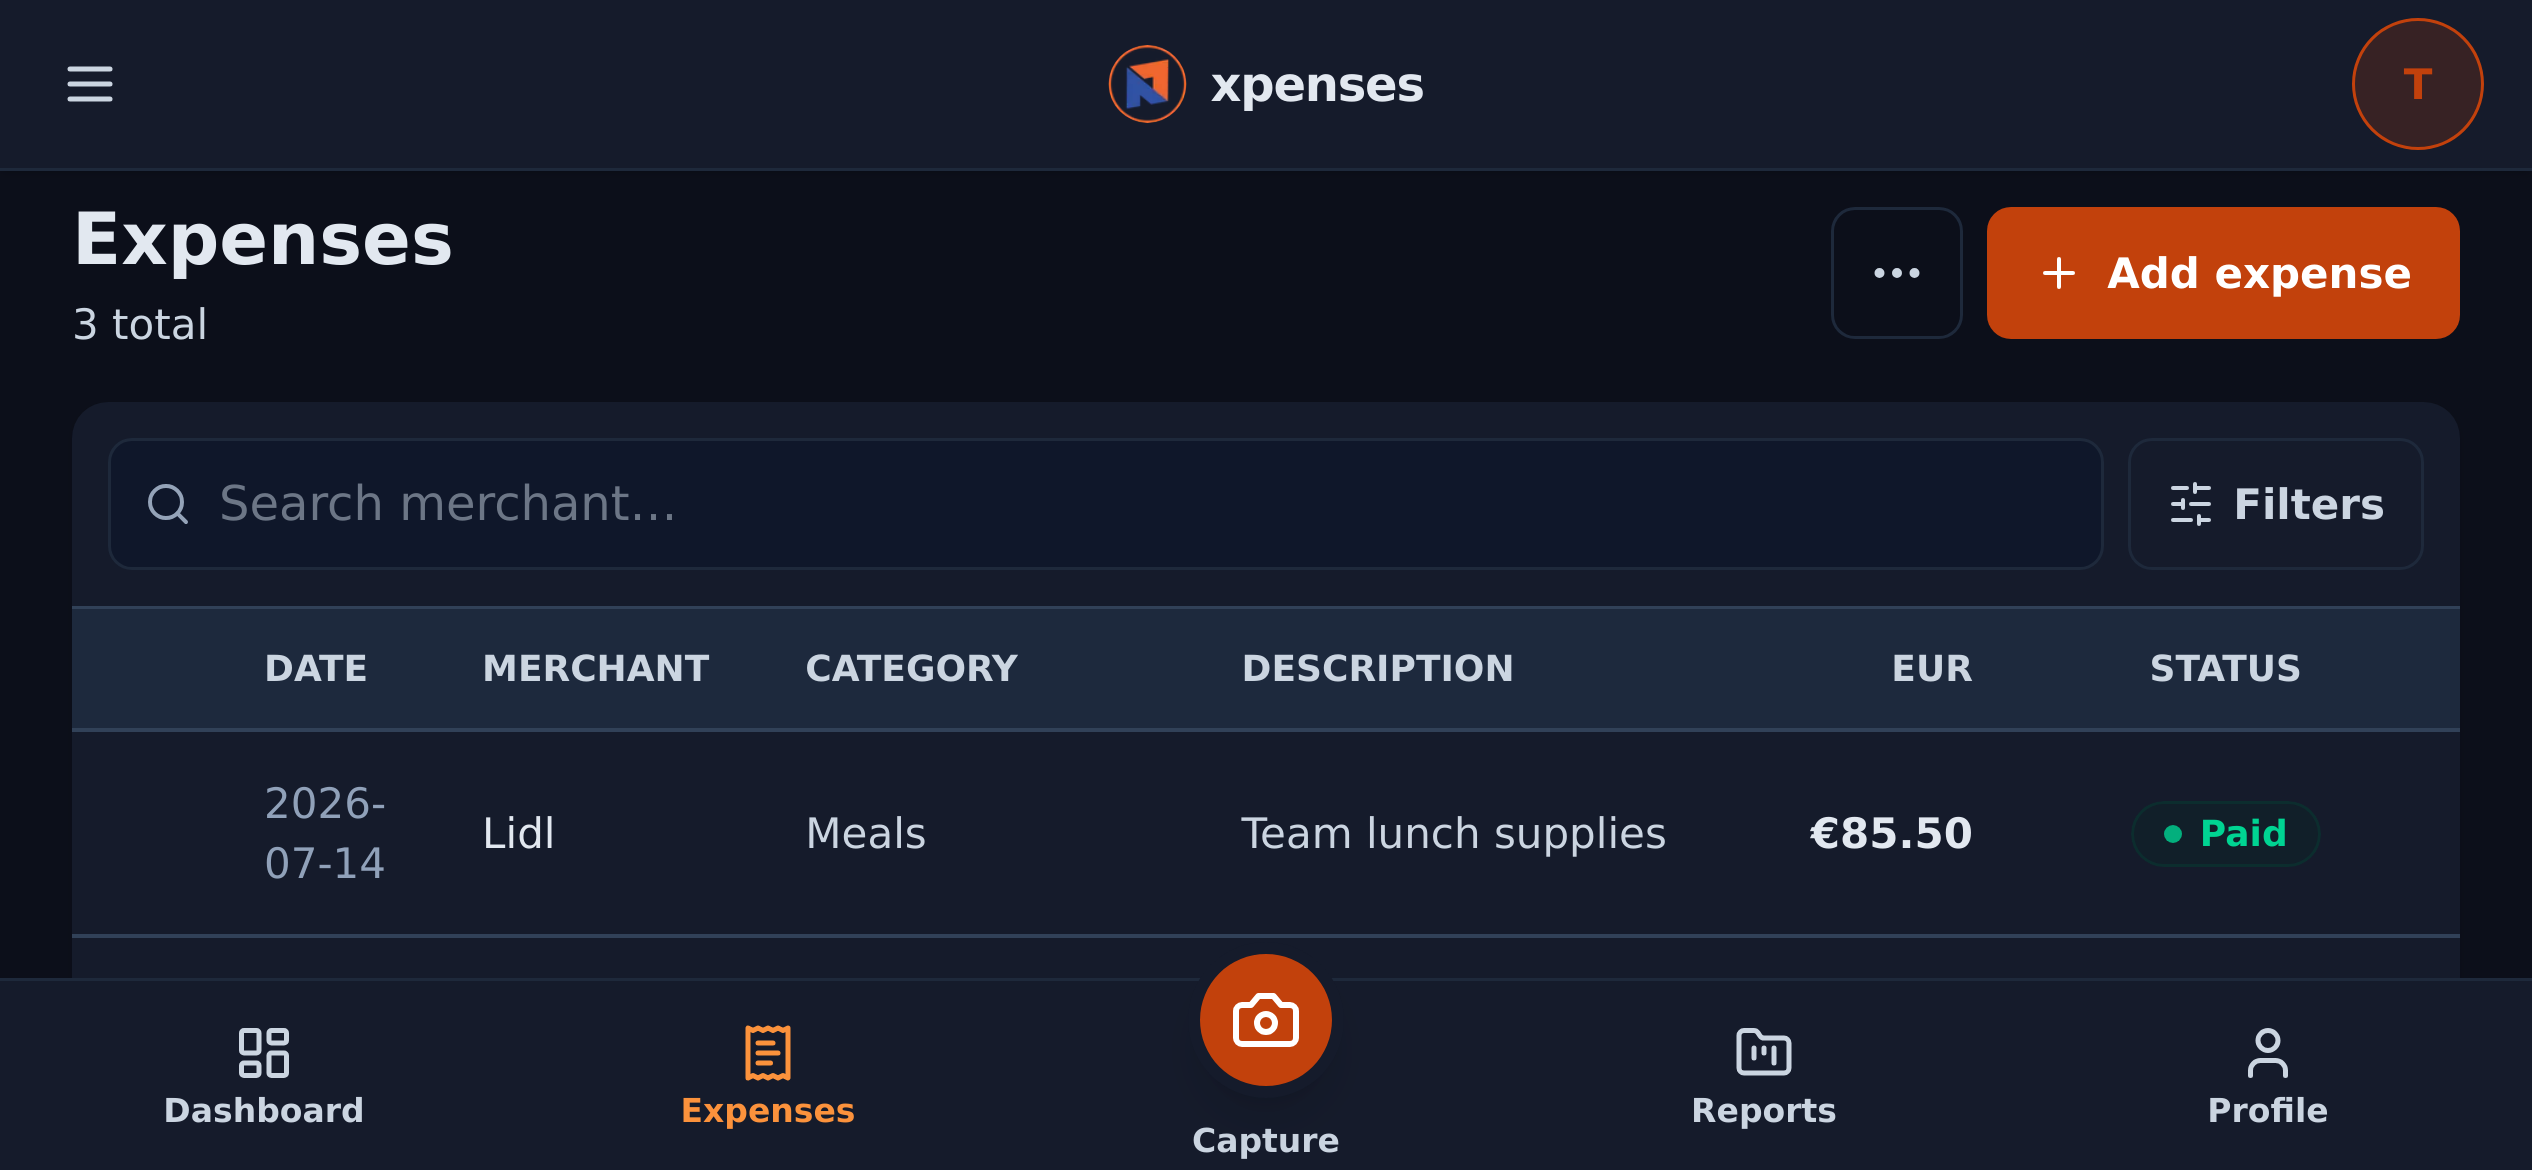 xpenses
T
Expenses
3 total
Add expense
Search merchant...
Filters
DATE MERCHANT CATEGORY DESCRIPTION EUR STATUS
2026-
07-14
Lidl Meals Team lunch supplies €85.50 Paid
Dashboard Expenses Capture Reports Profile